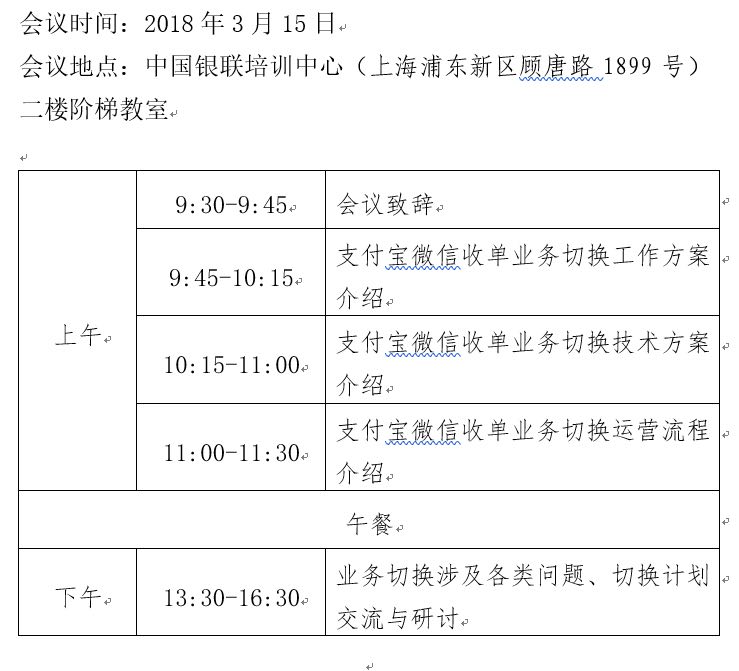 会议时间：2018 年 3 月 15 日
会议地点：中国银联培训中心（上海浦东新区顾唐路 1899 号）
二楼阶梯教室
上午
9:30-9:45
会议致辞
9:45-10:15
支付宝微信收单业务切换工作方案
介绍
10:15-11:00
支付宝微信收单业务切换技术方案
介绍
11:00-11:30
支付宝微信收单业务切换运营流程
介绍
午餐
下午
13:30-16:30
业务切换涉及各类问题、切换计划
交流与研讨